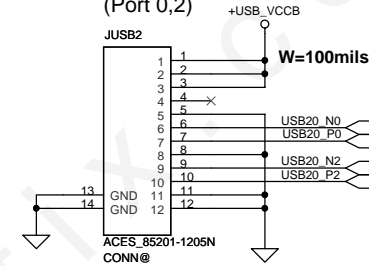 (Port 0,2)
+USB_VCCB
JUSB2
W=100mils
1 1
2 2
3 3
4 4
5 5
6 6 USB20_N0
7 7 USB20_P0
8 8
9 9 USB20_N2
10 10 USB20_P2
13 GND 11 11
14 GND 12 12
ACES_85201-1205N
CONN@